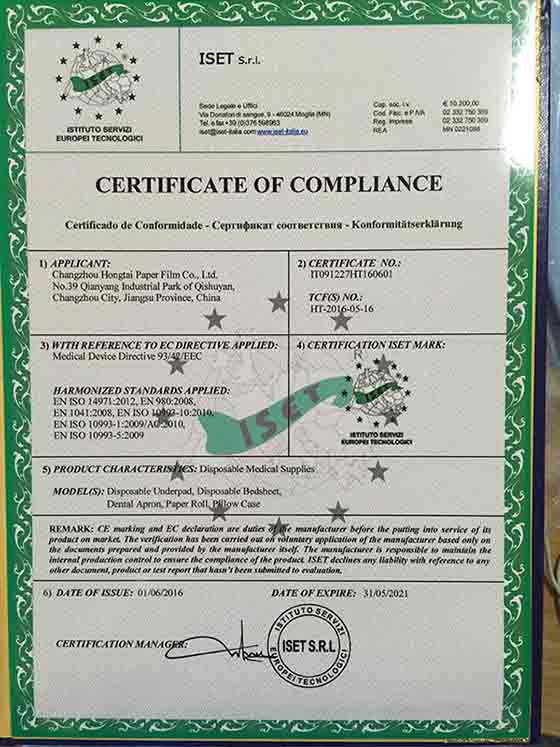 ISET
ISTITUTO SERVIZI
EUROPEI TECNOLOGICI
ISET s.r.l.
Sede Legale e Uffici
Via Donatori di sangue, 9 - 46024 Moglia (MN)
Tel. e fax +39 (0)376 598963
iset@iset-italia.com www.iset-italia.eu
Cap. soc. i.v. € 10.200,00
Cod. Fisc. e P.IVA 02 332 750 369
Reg. Imprese 02 332 750 369
REA MN 0221098
CERTIFICATE OF COMPLIANCE
Certificado de Conformidade - Сертификат соответствия - Konformitätserklärung
1) APPLICANT:
Changzhou Hongtai Paper Film Co., Ltd.
No.39 Qianyang Industrial Park of Qishuyan,
Changzhou City, Jiangsu Province, China
2) CERTIFICATE NO.:
IT091227HT160601
TCF(S) NO.:
HT-2016-05-16
3) WITH REFERENCE TO EC DIRECTIVE APPLIED:
Medical Device Directive 93/42/EEC
HARMONIZED STANDARDS APPLIED:
EN ISO 14971:2012, EN 980:2008,
EN 1041:2008, EN ISO 10993-10:2010,
EN ISO 10993-1:2009/AC:2010,
EN ISO 10993-5:2009
4) CERTIFICATION ISET MARK:
R
ISET
ISTITUTO SERVIZI
EUROPEI TECNOLOGICI
ISET
5) PRODUCT CHARACTERISTICS: Disposable Medical Supplies
MODEL(S): Disposable Underpad, Disposable Bedsheet,
Dental Apron, Paper Roll, Pillow Case
REMARK: CE marking and EC declaration are duties of the manufacturer before the putting into service of its
product on market. The verification has been carried out on voluntary application of the manufacturer based only on
the documents prepared and provided by the manufacturer itself. The manufacturer is responsible to maintain the
internal production control to ensure the compliance of the product. ISET declines any liability with reference to any
other document, product or test report that hasn't been submitted to evaluation.
6) DATE OF ISSUE: 01/06/2016 DATE OF EXPIRE: 31/05/2021
CERTIFICATION MANAGER:
ISTITUTO SERVIZI
ISET S.R.L
EUROPEI TECNOLOGICI